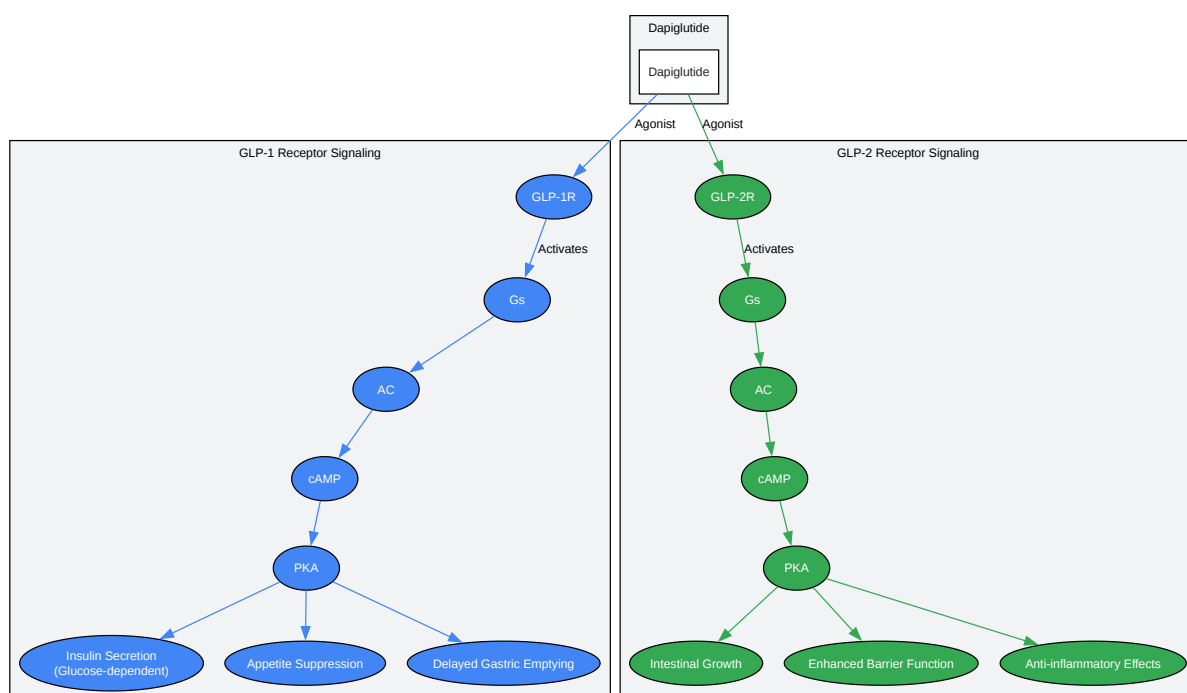 Dapiglutide
Dapiglutide
Agonist
Agonist
GLP-1 Receptor Signaling
GLP-2 Receptor Signaling
GLP-1R
GLP-2R
Activates
Activates
Gs
Gs
AC
AC
cAMP
cAMP
PKA
PKA
Insulin Secretion
(Glucose-dependent)
Appetite Suppression
Delayed Gastric Emptying
Intestinal Growth
Enhanced Barrier Function
Anti-inflammatory Effects